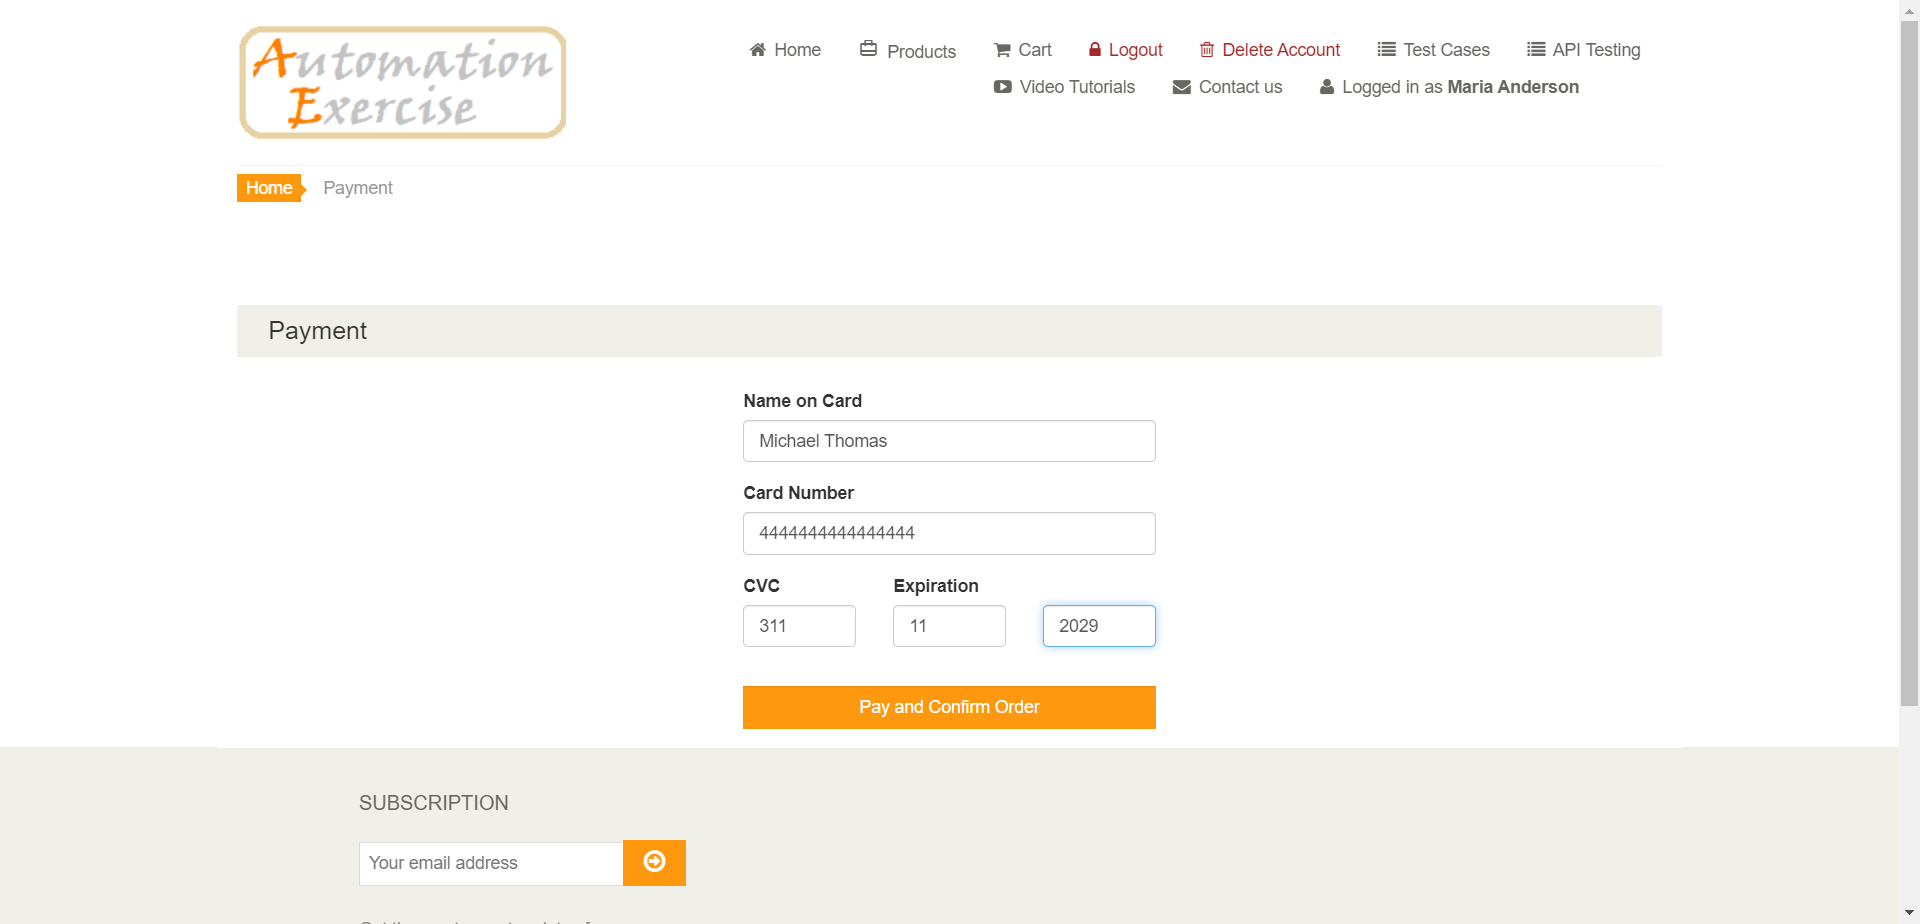 Automation
Exercise
Home Products Cart Logout Delete Account Test Cases API Testing
Video Tutorials Contact us Logged in as Maria Anderson
Home Payment
Payment
Name on Card
Michael Thomas
Card Number
4444444444444444
CVC Expiration
311 11 2029
Pay and Confirm Order
SUBSCRIPTION
Your email address